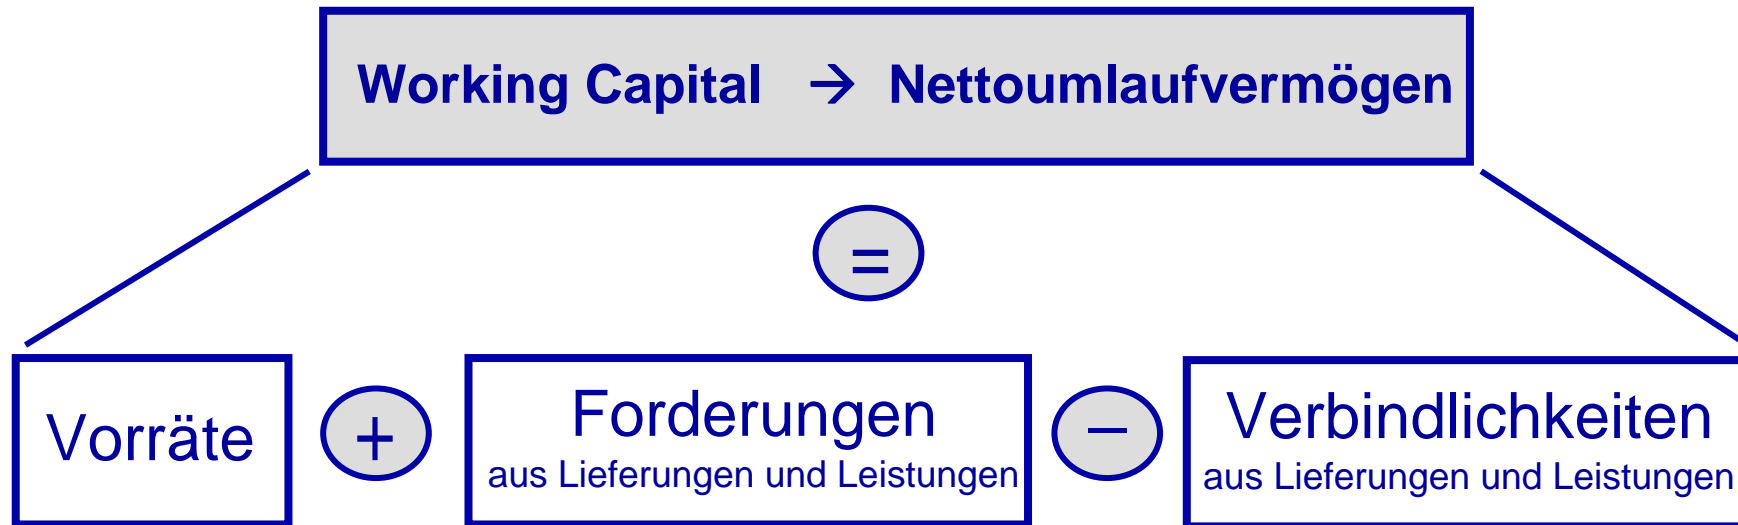 Working Capital → Nettoumlaufvermögen
=
Vorräte + Forderungen – Verbindlichkeiten
aus Lieferungen und Leistungen aus Lieferungen und Leistungen